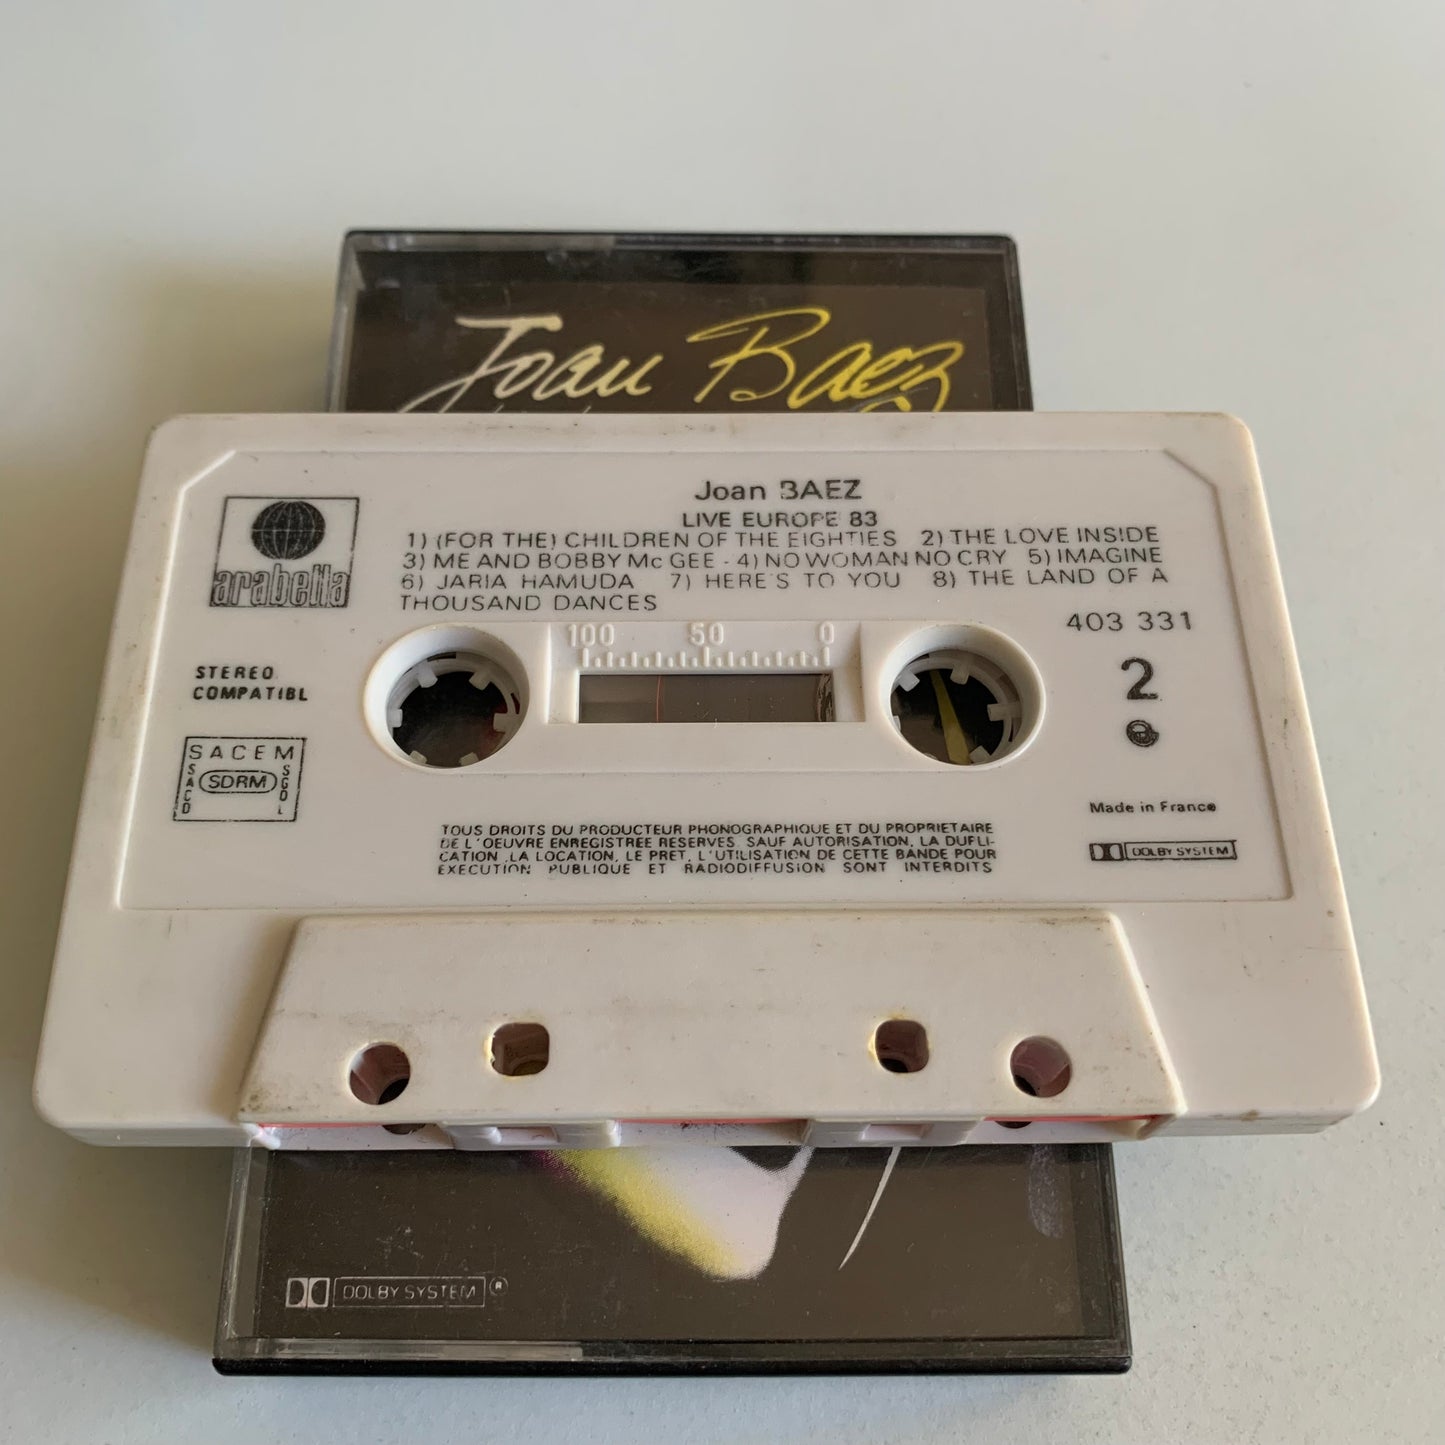 Joan Baez
Joan BAEZ
LIVE EUROPE 83
1) (FOR THE) CHILDREN OF THE EIGHTIES 2) THE LOVE INSIDE
3) ME AND BOBBY Mc GEE - 4) NO WOMAN NO CRY 5) IMAGINE
6) JARIA HAMUDA 7) HERE'S TO YOU 8) THE LAND OF A
THOUSAND DANCES
arabella
403 331
100 50 0
STEREO
COMPATIBL
2
SACEM
SACD
SDRM
SGDL
Made in France
TOUS DROITS DU PRODUCTEUR PHONOGRAPHIQUE ET DU PROPRIETAIRE
DE L'OEUVRE ENREGISTREE RESERVES. SAUF AUTORISATION, LA DUPLI-
CATION ,LA LOCATION, LE PRET, L'UTILISATION DE CETTE BANDE POUR
EXECUTION PUBLIQUE ET RADIODIFFUSION SONT INTERDITS
DOLBY SYSTEM
DOLBY SYSTEM ®